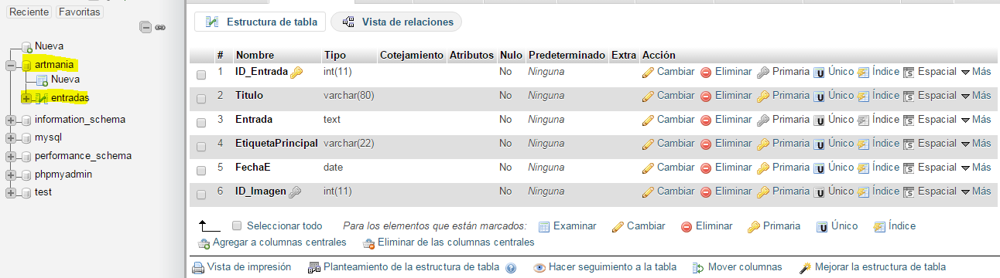 Reciente Favoritas
Nueva
artmania
Nueva
entradas
information_schema
mysql
performance_schema
phpmyadmin
test
Estructura de tabla Vista de relaciones
# Nombre Tipo Cotejamiento Atributos Nulo Predeterminado Extra Acción
1 ID_Entrada int(11) No Ninguna Cambiar Eliminar Primaria Único Índice Espacial Más
2 Titulo varchar(80) No Ninguna Cambiar Eliminar Primaria Único Índice Espacial Más
3 Entrada text No Ninguna Cambiar Eliminar Primaria Único Índice Espacial Más
4 EtiquetaPrincipal varchar(22) No Ninguna Cambiar Eliminar Primaria Único Índice Espacial Más
5 FechaE date No Ninguna Cambiar Eliminar Primaria Único Índice Espacial Más
6 ID_Imagen int(11) No Ninguna Cambiar Eliminar Primaria Único Índice Espacial Más
Seleccionar todo Para los elementos que están marcados: Examinar Cambiar Eliminar Primaria Único Índice
Agregar a columnas centrales Eliminar de las columnas centrales
Vista de impresión Planteamiento de la estructura de tabla Hacer seguimiento a la tabla Mover columnas Mejorar la estructura de tabla